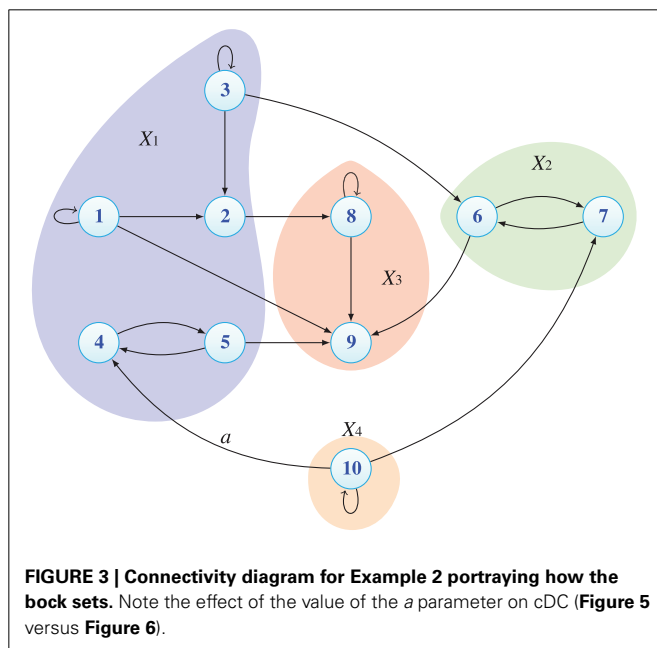 3
X1
X2
1
2
8
6
7
X3
4
5
9
a
X4
10
FIGURE 3 | Connectivity diagram for Example 2 portraying how the
bock sets. Note the effect of the value of the a parameter on cDC (Figure 5
versus Figure 6).